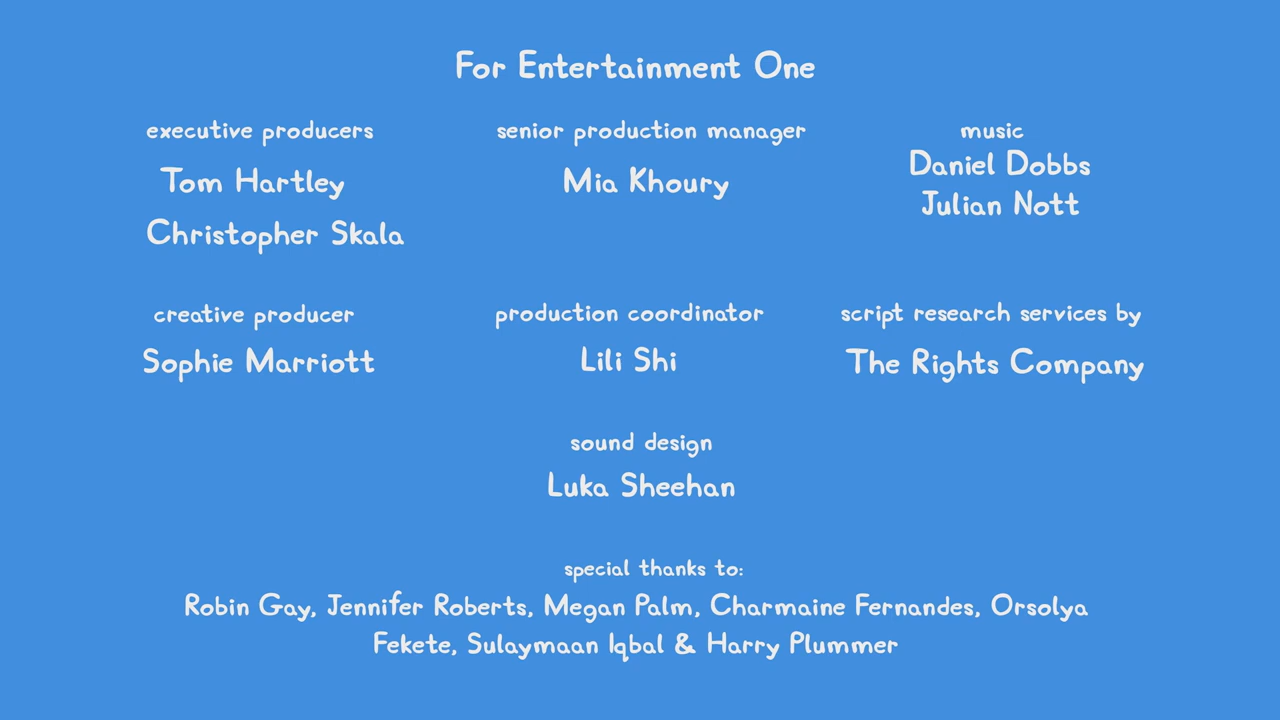 For Entertainment One
executive producers
Tom Hartley
Christopher Skala
senior production manager
Mia Khoury
music
Daniel Dobbs
Julian Nott
creative producer
Sophie Marriott
production coordinator
Lili Shi
script research services by
The Rights Company
sound design
Luka Sheehan
special thanks to:
Robin Gay, Jennifer Roberts, Megan Palm, Charmaine Fernandes, Orsolya
Fekete, Sulaymaan Iqbal & Harry Plummer